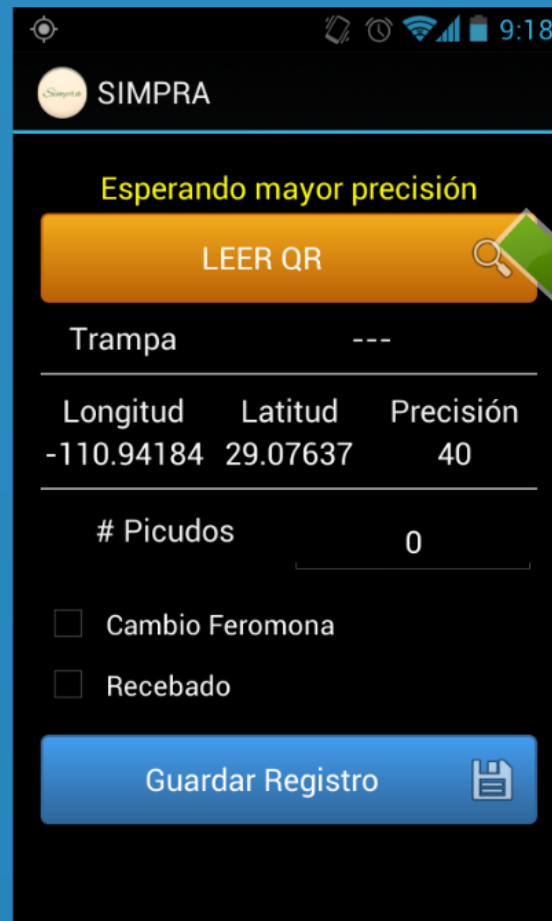 9:18
Simpra SIMPRA
Esperando mayor precisión
LEER QR
Trampa ---
Longitud Latitud Precisión
-110.94184 29.07637 40
# Picudos 0
Cambio Feromona
Recebado
Guardar Registro